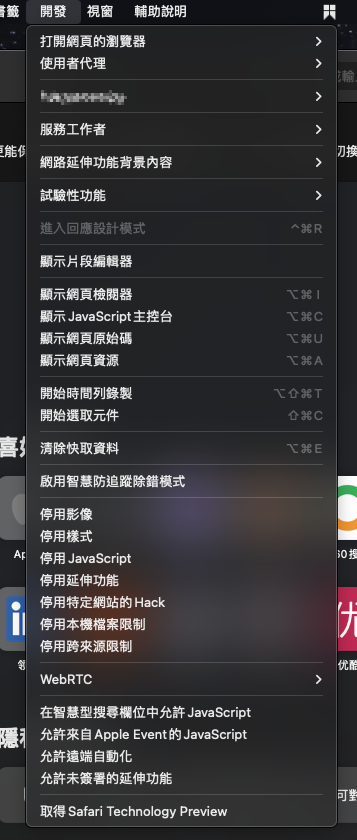 書籤 開發 視窗 輔助說明
打開網頁的瀏覽器
使用者代理
服務工作者
網路延伸功能背景內容
試驗性功能
進入回應設計模式 ^⌘R
顯示片段編輯器
顯示網頁檢閱器 ⌥⌘I
顯示 JavaScript 主控台 ⌥⌘C
顯示網頁原始碼 ⌥⌘U
顯示網頁資源 ⌥⌘A
開始時間列錄製 ⌥⇧⌘T
開始選取元件 ⇧⌘C
清除快取資料 ⌥⌘E
啟用智慧防追蹤除錯模式
停用影像
停用樣式
停用 JavaScript
停用延伸功能
停用特定網站的 Hack
停用本機檔案限制
停用跨來源限制
WebRTC
在智慧型搜尋欄位中允許 JavaScript
允許來自 Apple Event 的 JavaScript
允許遠端自動化
允許未簽署的延伸功能
取得 Safari Technology Preview